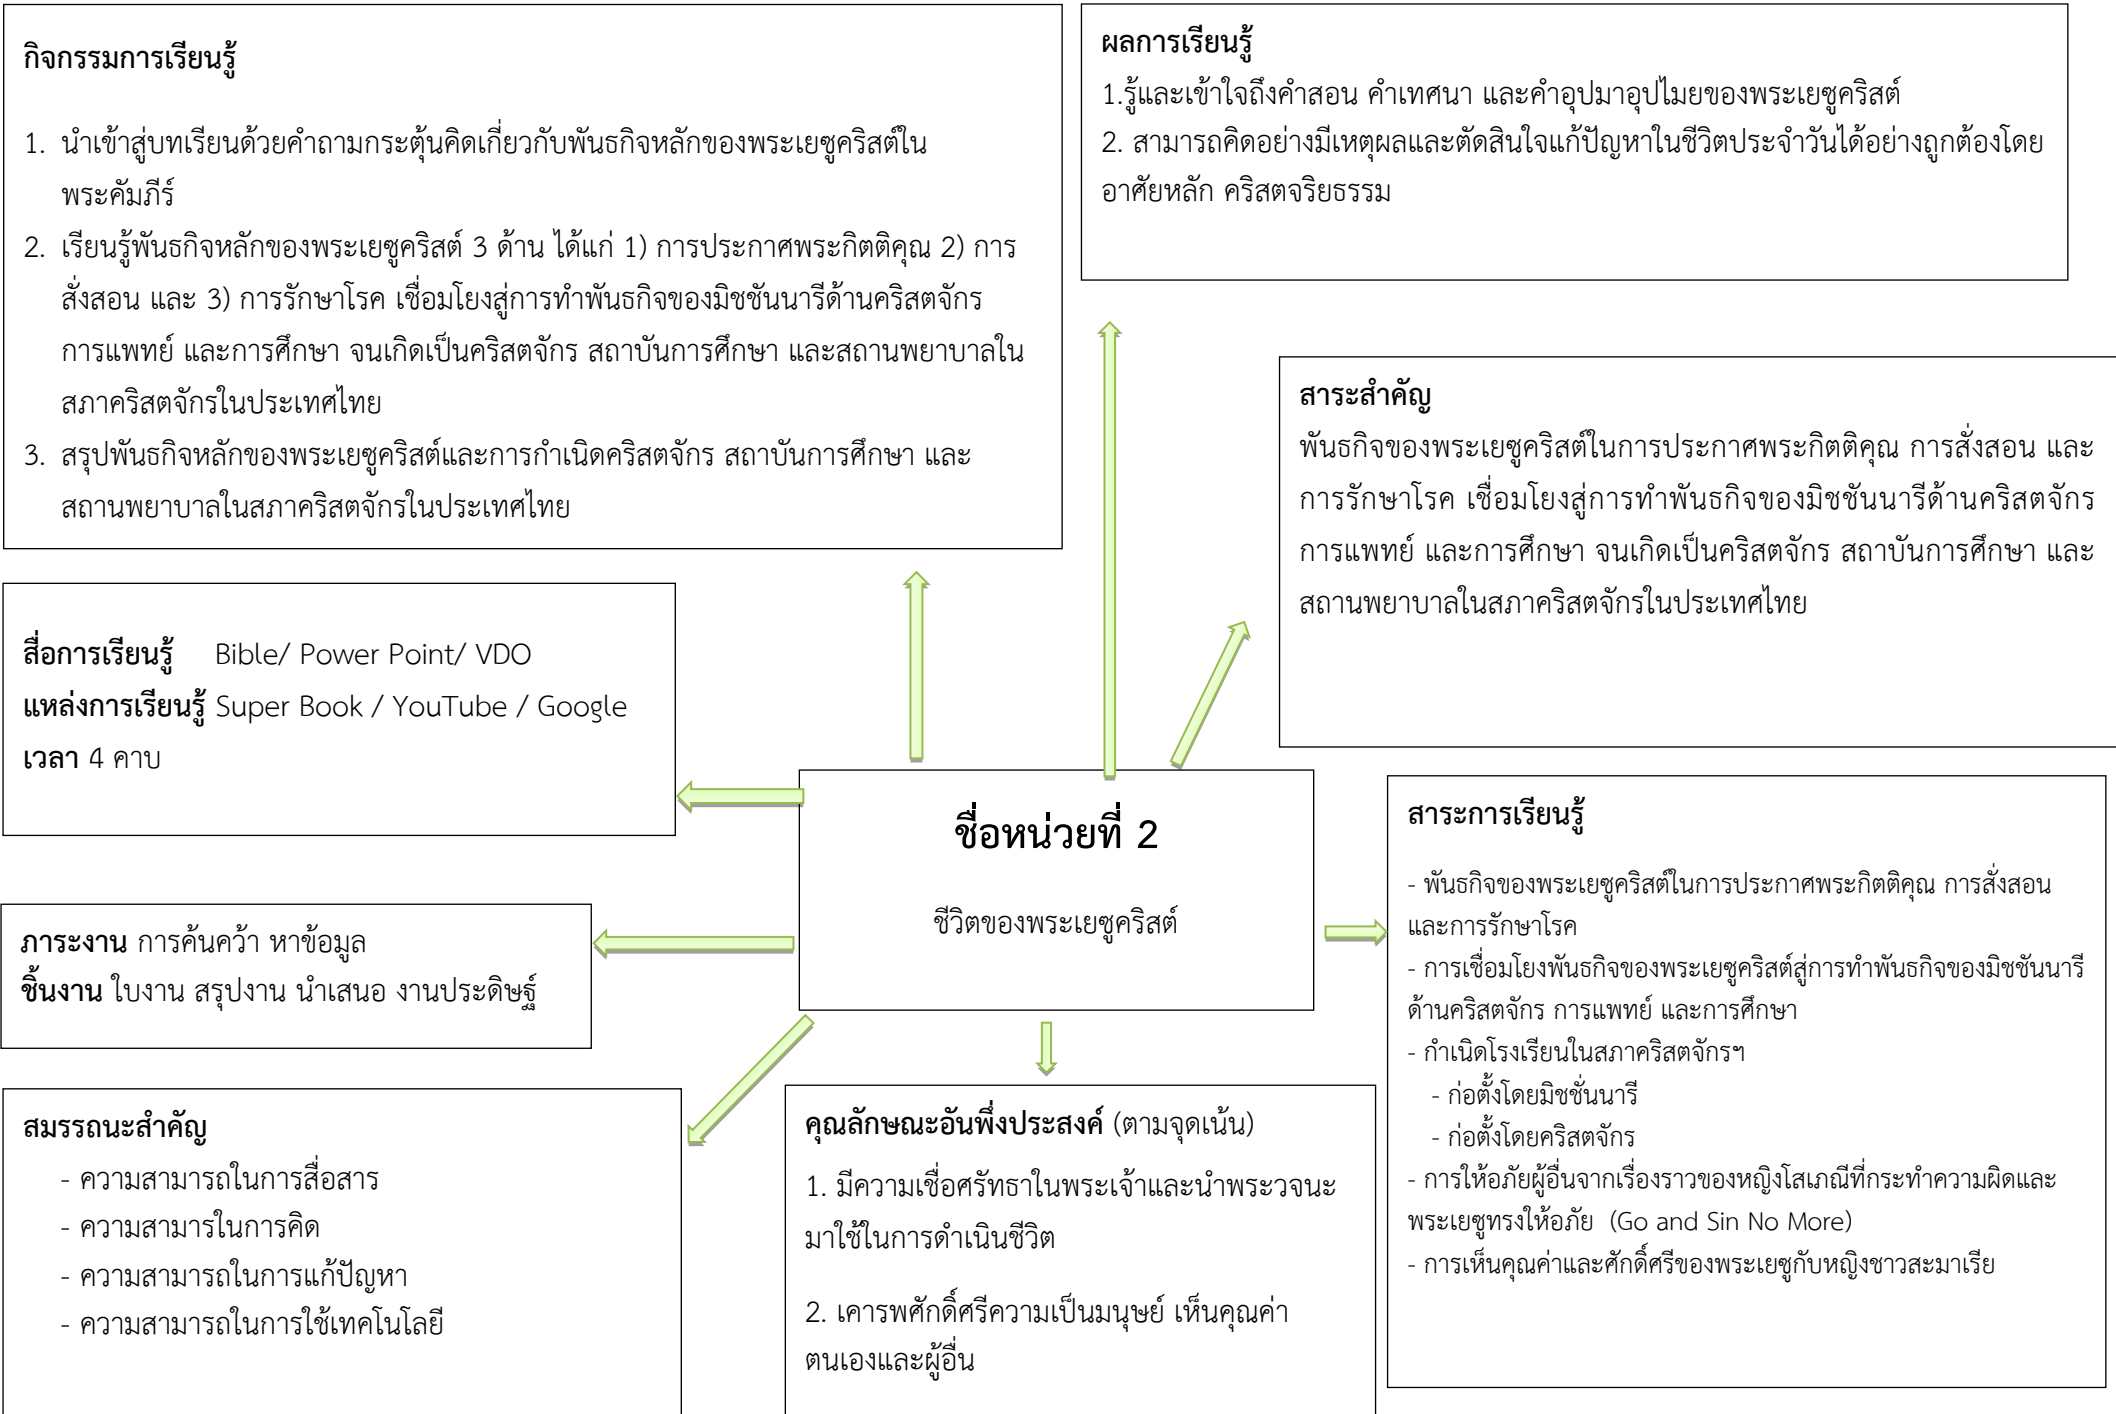 กิจกรรมการเรียนรู้
1. นำเข้าสู่บทเรียนด้วยคำถามกระตุ้นคิดเกี่ยวกับพันธกิจหลักของพระเยซูคริสต์ใน
พระคัมภีร์
2. เรียนรู้พันธกิจหลักของพระเยซูคริสต์ 3 ด้าน ได้แก่ 1) การประกาศพระกิตติคุณ 2) การ
สั่งสอน และ 3) การรักษาโรค เชื่อมโยงสู่การทำพันธกิจของมิชชันนารีด้านคริสตจักร
การแพทย์ และการศึกษา จนเกิดเป็นคริสตจักร สถาบันการศึกษา และสถานพยาบาลใน
สภาคริสตจักรในประเทศไทย
3. สรุปพันธกิจหลักของพระเยซูคริสต์และการกำเนิดคริสตจักร สถาบันการศึกษา และ
สถานพยาบาลในสภาคริสตจักรในประเทศไทย
ผลการเรียนรู้
1.รู้และเข้าใจถึงคำสอน คำเทศนา และคำอุปมาอุปไมยของพระเยซูคริสต์
2. สามารถคิดอย่างมีเหตุผลและตัดสินใจแก้ปัญหาในชีวิตประจำวันได้อย่างถูกต้องโดย
อาศัยหลัก คริสตจริยธรรม
สาระสำคัญ
พันธกิจของพระเยซูคริสต์ในการประกาศพระกิตติคุณ การสั่งสอน และ
การรักษาโรค เชื่อมโยงสู่การทำพันธกิจของมิชชันนารีด้านคริสตจักร
การแพทย์ และการศึกษา จนเกิดเป็นคริสตจักร สถาบันการศึกษา และ
สถานพยาบาลในสภาคริสตจักรในประเทศไทย
สื่อการเรียนรู้ Bible/ Power Point/ VDO
แหล่งการเรียนรู้ Super Book / YouTube / Google
เวลา 4 คาบ
ชื่อหน่วยที่ 2
ชีวิตของพระเยซูคริสต์
สาระการเรียนรู้
- พันธกิจของพระเยซูคริสต์ในการประกาศพระกิตติคุณ การสั่งสอน
และการรักษาโรค
- การเชื่อมโยงพันธกิจของพระเยซูคริสต์สู่การทำพันธกิจของมิชชันนารี
ด้านคริสตจักร การแพทย์ และการศึกษา
- กำเนิดโรงเรียนในสภาคริสตจักรฯ
- ก่อตั้งโดยมิชชั่นนารี
- ก่อตั้งโดยคริสตจักร
- การให้อภัยผู้อื่นจากเรื่องราวของหญิงโสเภณีที่กระทำความผิดและ
พระเยซูทรงให้อภัย (Go and Sin No More)
- การเห็นคุณค่าและศักดิ์ศรีของพระเยซูกับหญิงชาวสะมาเรีย
ภาระงาน การค้นคว้า หาข้อมูล
ชิ้นงาน ใบงาน สรุปงาน นำเสนอ งานประดิษฐ์
สมรรถนะสำคัญ
- ความสามารถในการสื่อสาร
- ความสามารในการคิด
- ความสามารถในการแก้ปัญหา
- ความสามารถในการใช้เทคโนโลยี
คุณลักษณะอันพึ่งประสงค์ (ตามจุดเน้น)
1. มีความเชื่อศรัทธาในพระเจ้าและนำพระวจนะ
มาใช้ในการดำเนินชีวิต
2. เคารพศักดิ์ศรีความเป็นมนุษย์ เห็นคุณค่า
ตนเองและผู้อื่น